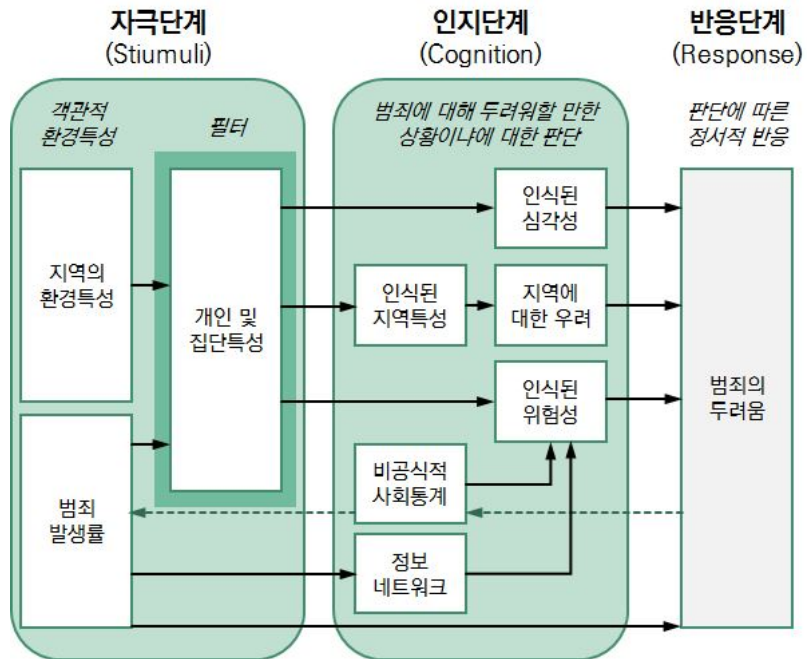 자극단계
(Stiumuli)
인지단계
(Cognition)
반응단계
(Response)
객관적
환경특성
필터
범죄에 대해 두려워할 만한
상황이냐에 대한 판단
판단에 따른
정서적 반응
지역의
환경특성
개인 및
집단특성
인식된
심각성
인식된
지역특성
지역에
대한 우려
인식된
위험성
범죄의
두려움
비공식적
사회통계
범죄
발생률
정보
네트워크